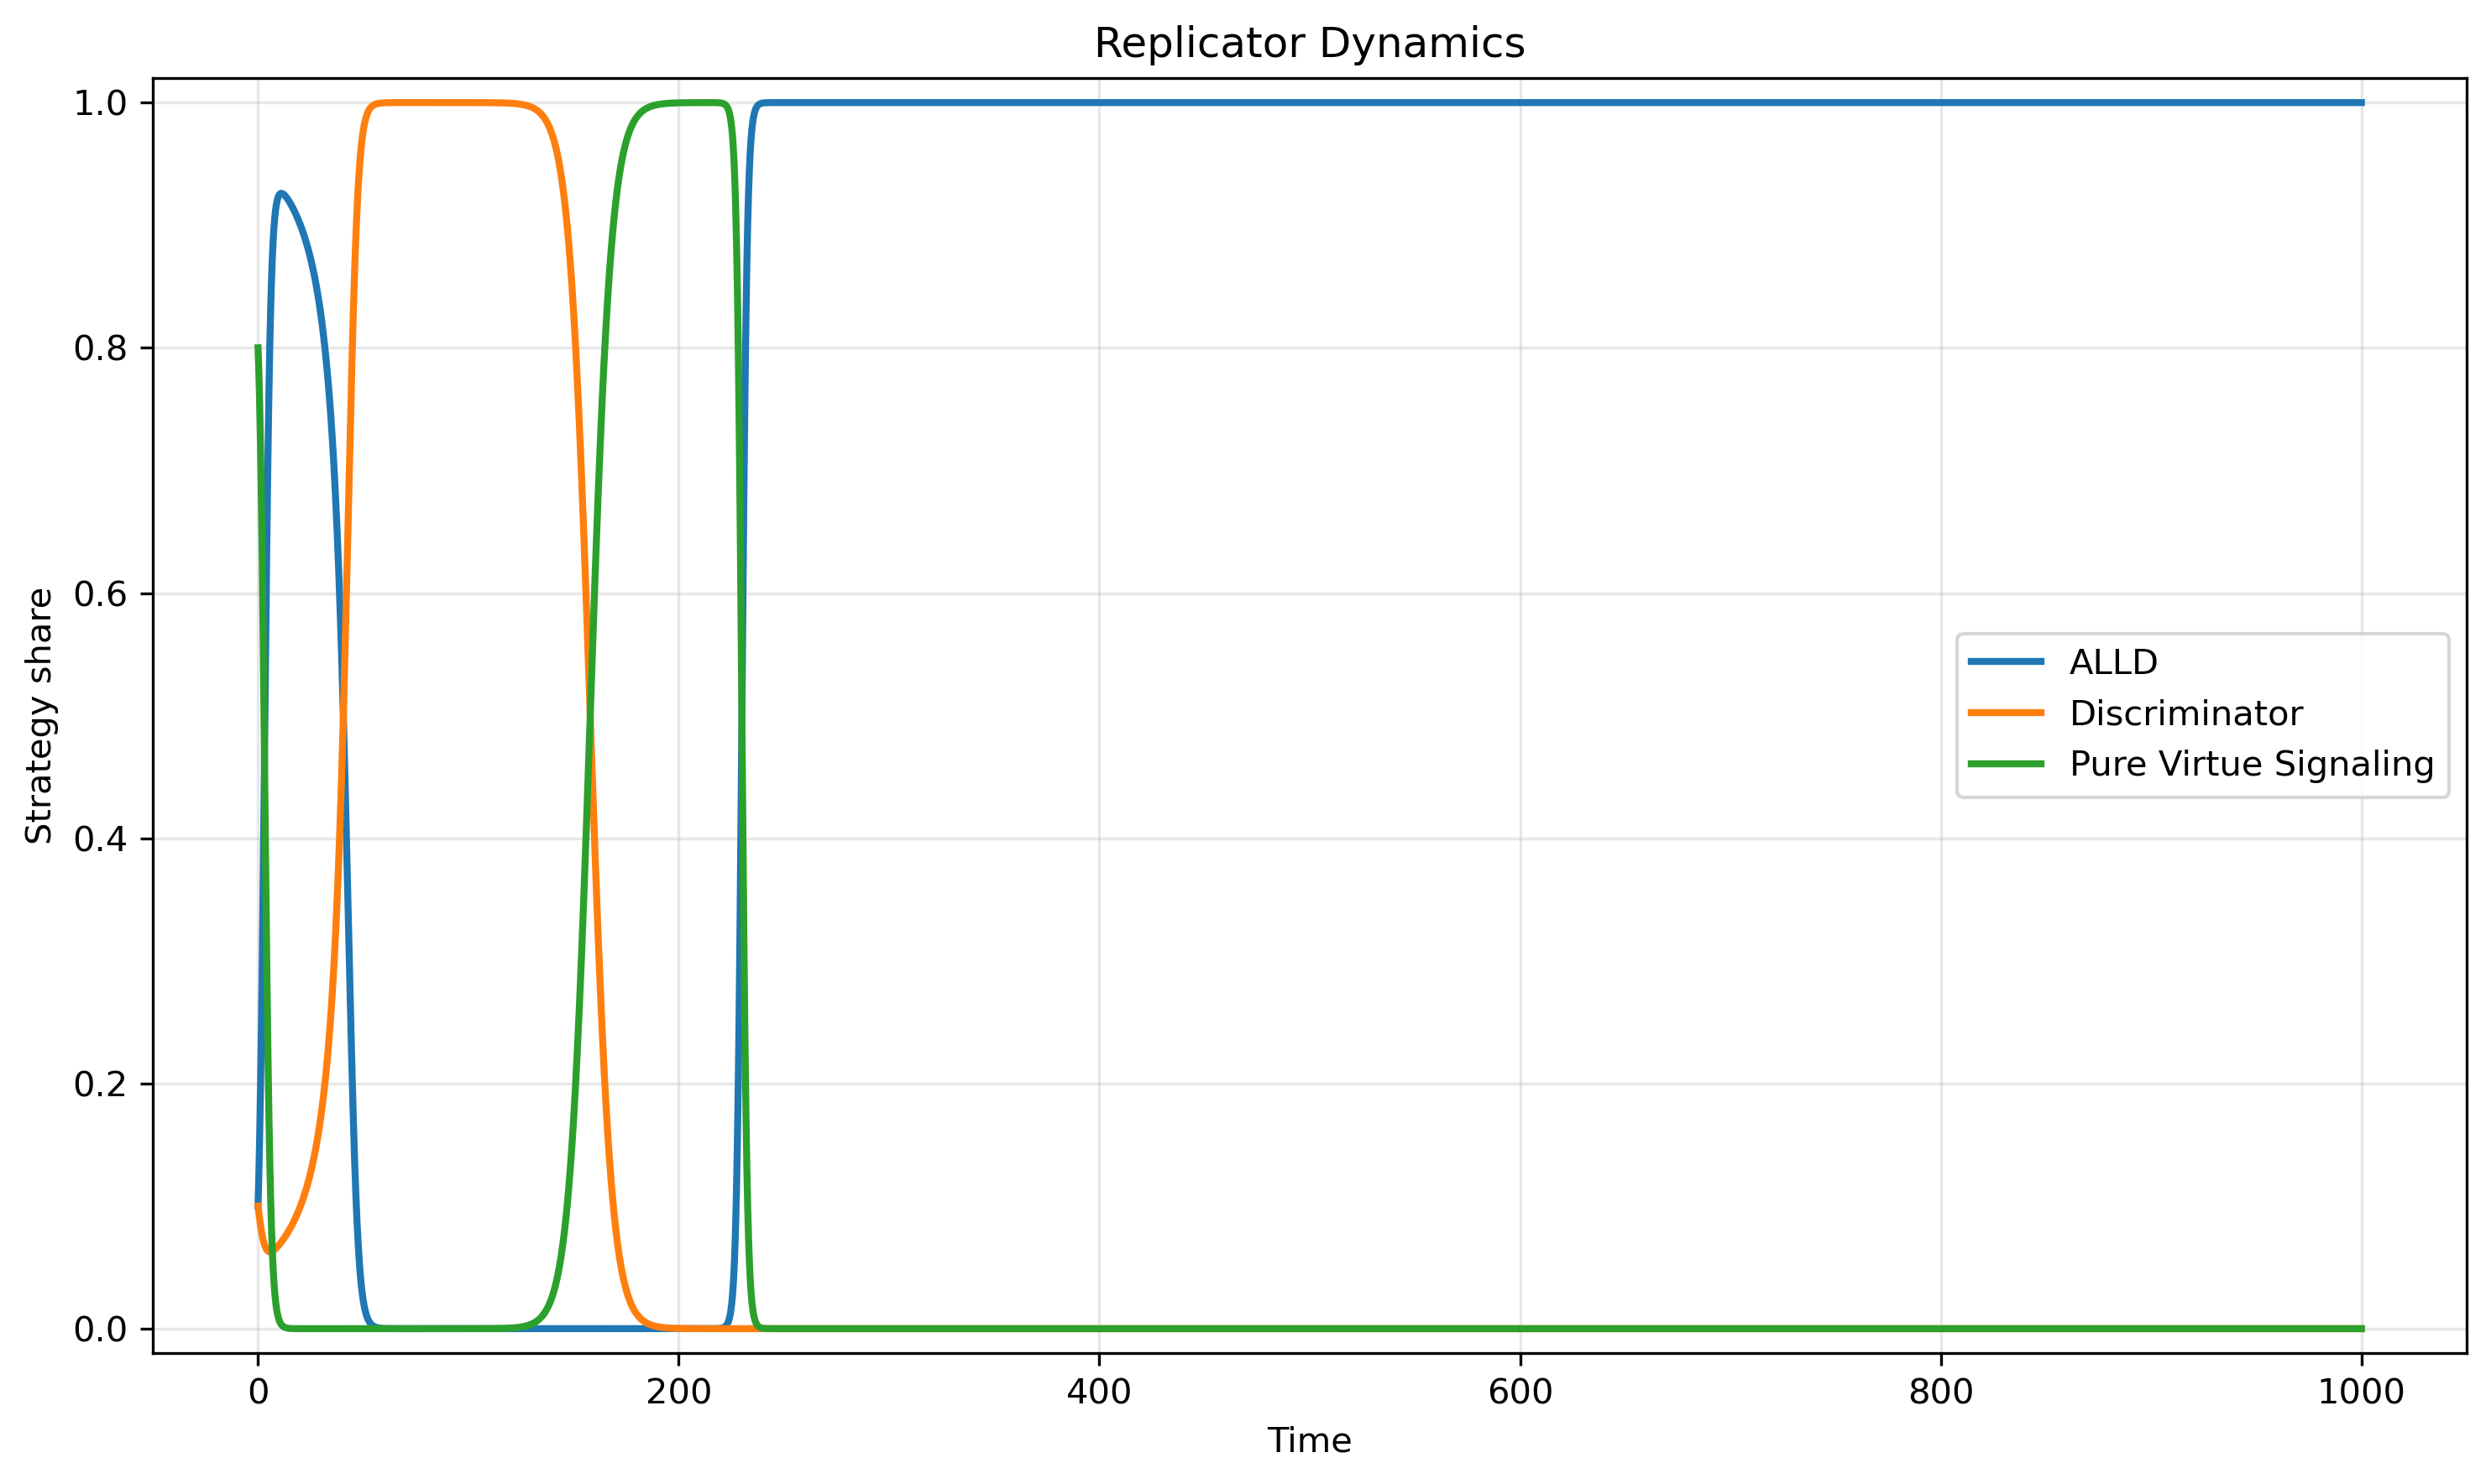 Replicator Dynamics
1.0
0.8
0.6
0.4
0.2
0.0
Strategy share
ALLD
Discriminator
Pure Virtue Signaling
0 200 400 600 800 1000
Time